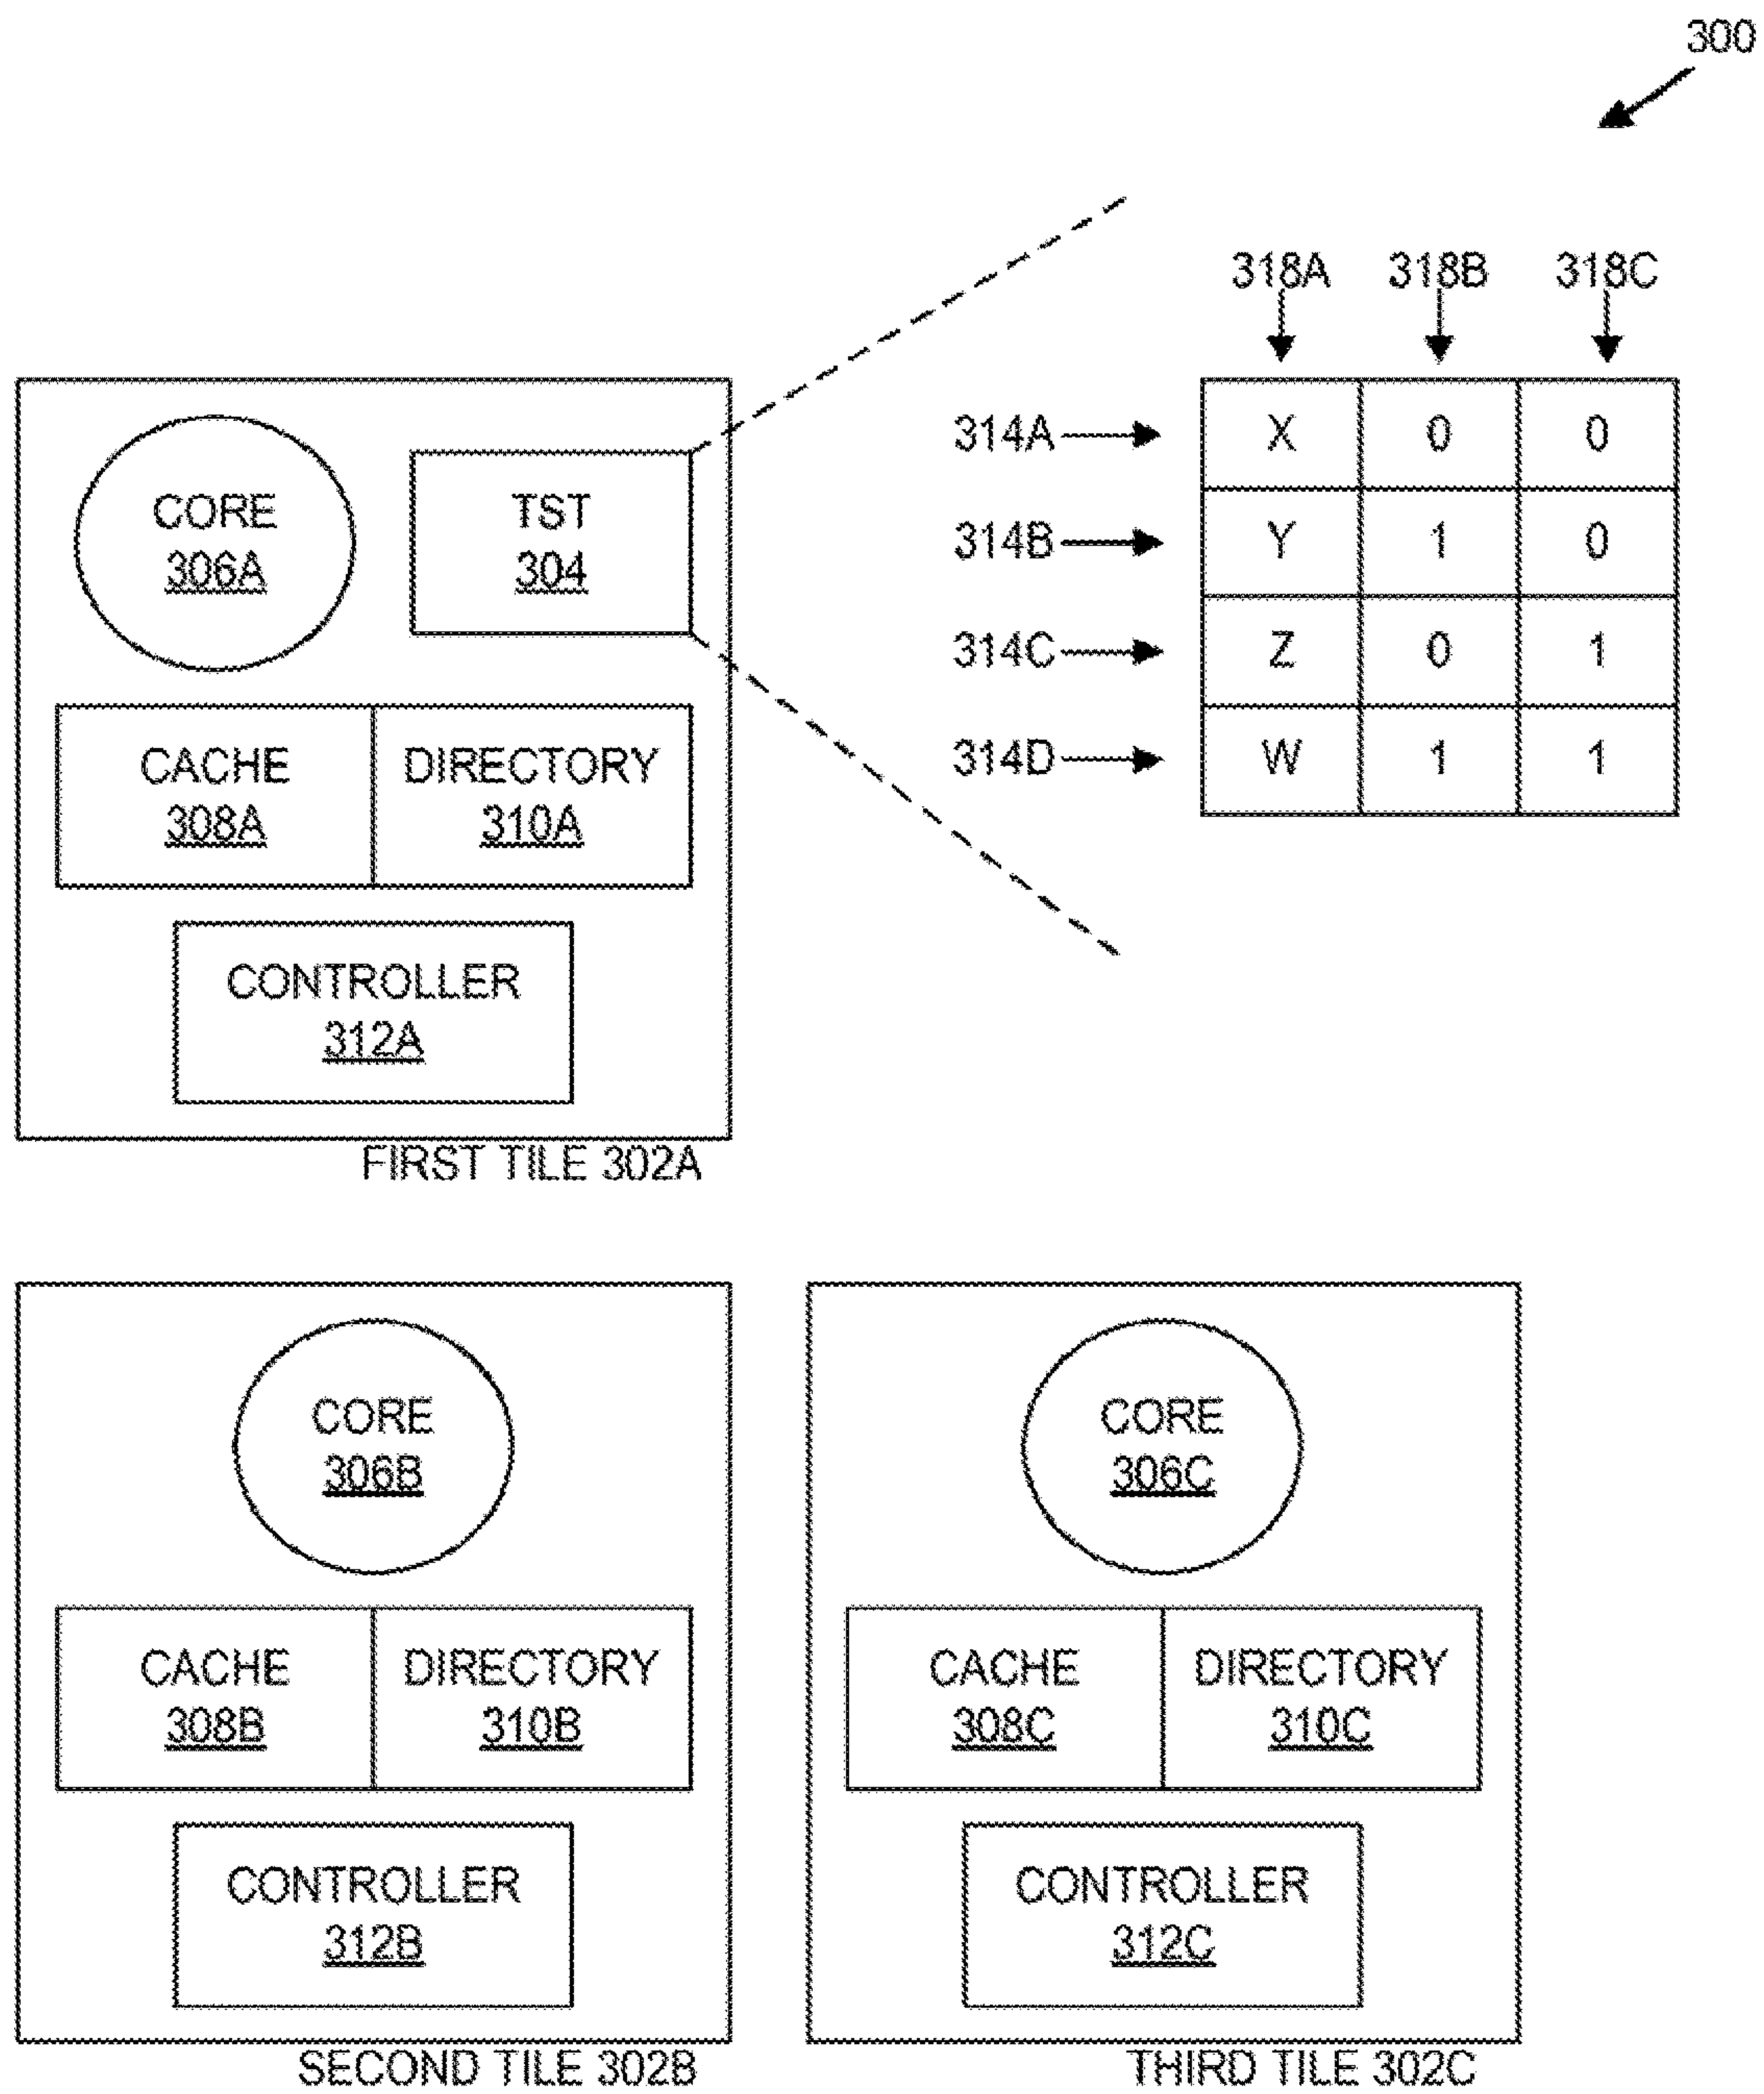 300
318A 318B 318C
314A X 0 0
314B Y 1 0
314C Z 0 1
314D W 1 1
CORE
306A
TST
304
CACHE
308A
DIRECTORY
310A
CONTROLLER
312A
FIRST TILE 302A
CORE
306B
CACHE
308B
DIRECTORY
310B
CONTROLLER
312B
SECOND TILE 302B
CORE
306C
CACHE
308C
DIRECTORY
310C
CONTROLLER
312C
THIRD TILE 302C